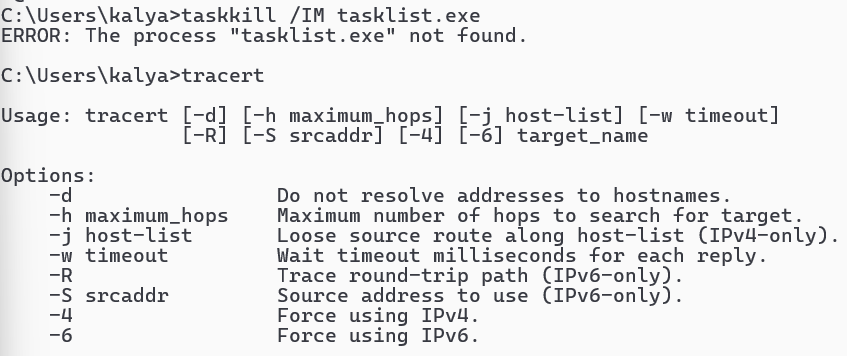 C:\Users\kalya>taskkill /IM tasklist.exe
ERROR: The process "tasklist.exe" not found.
C:\Users\kalya>tracert
Usage: tracert [-d] [-h maximum_hops] [-j host-list] [-w timeout]
               [-R] [-S srcaddr] [-4] [-6] target_name
Options:
    -d                 Do not resolve addresses to hostnames.
    -h maximum_hops    Maximum number of hops to search for target.
    -j host-list       Loose source route along host-list (IPv4-only).
    -w timeout         Wait timeout milliseconds for each reply.
    -R                 Trace round-trip path (IPv6-only).
    -S srcaddr         Source address to use (IPv6-only).
    -4                 Force using IPv4.
    -6                 Force using IPv6.